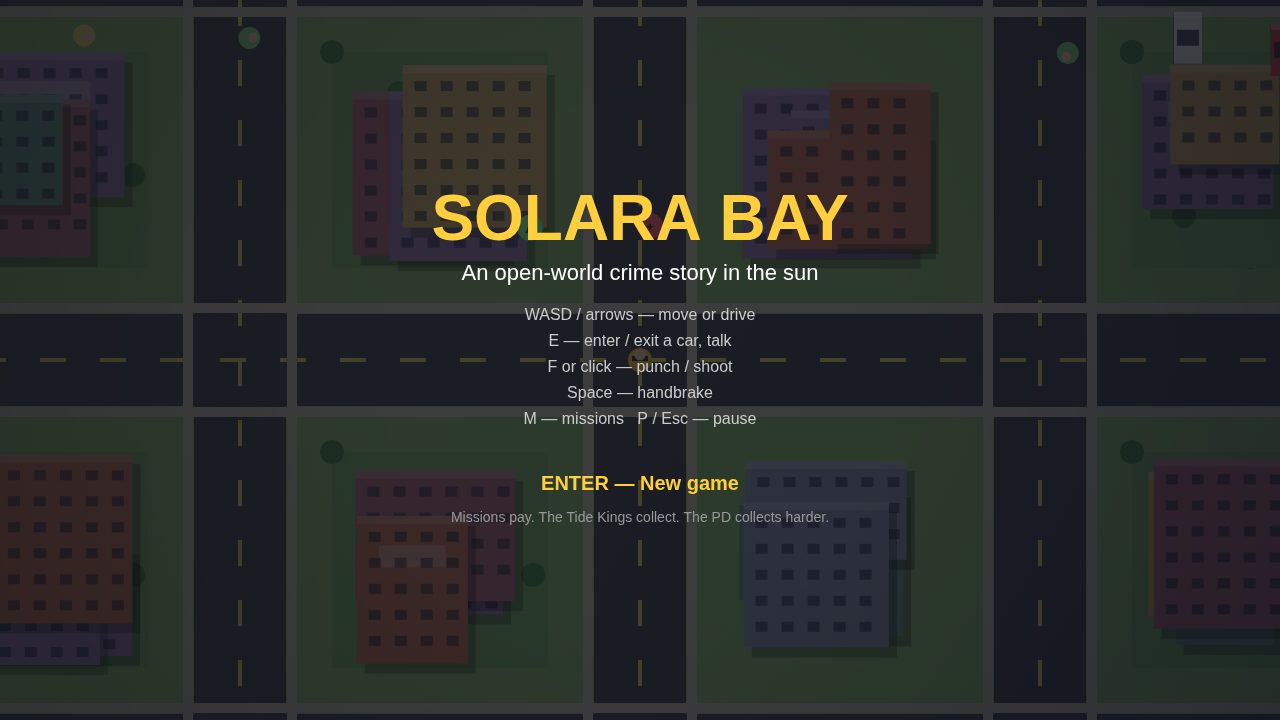 SOLARA BAY
An open-world crime story in the sun
WASD / arrows — move or drive
E — enter / exit a car, talk
F or click — punch / shoot
Space — handbrake
M — missions   P / Esc — pause
ENTER — New game
Missions pay. The Tide Kings collect. The PD collects harder.